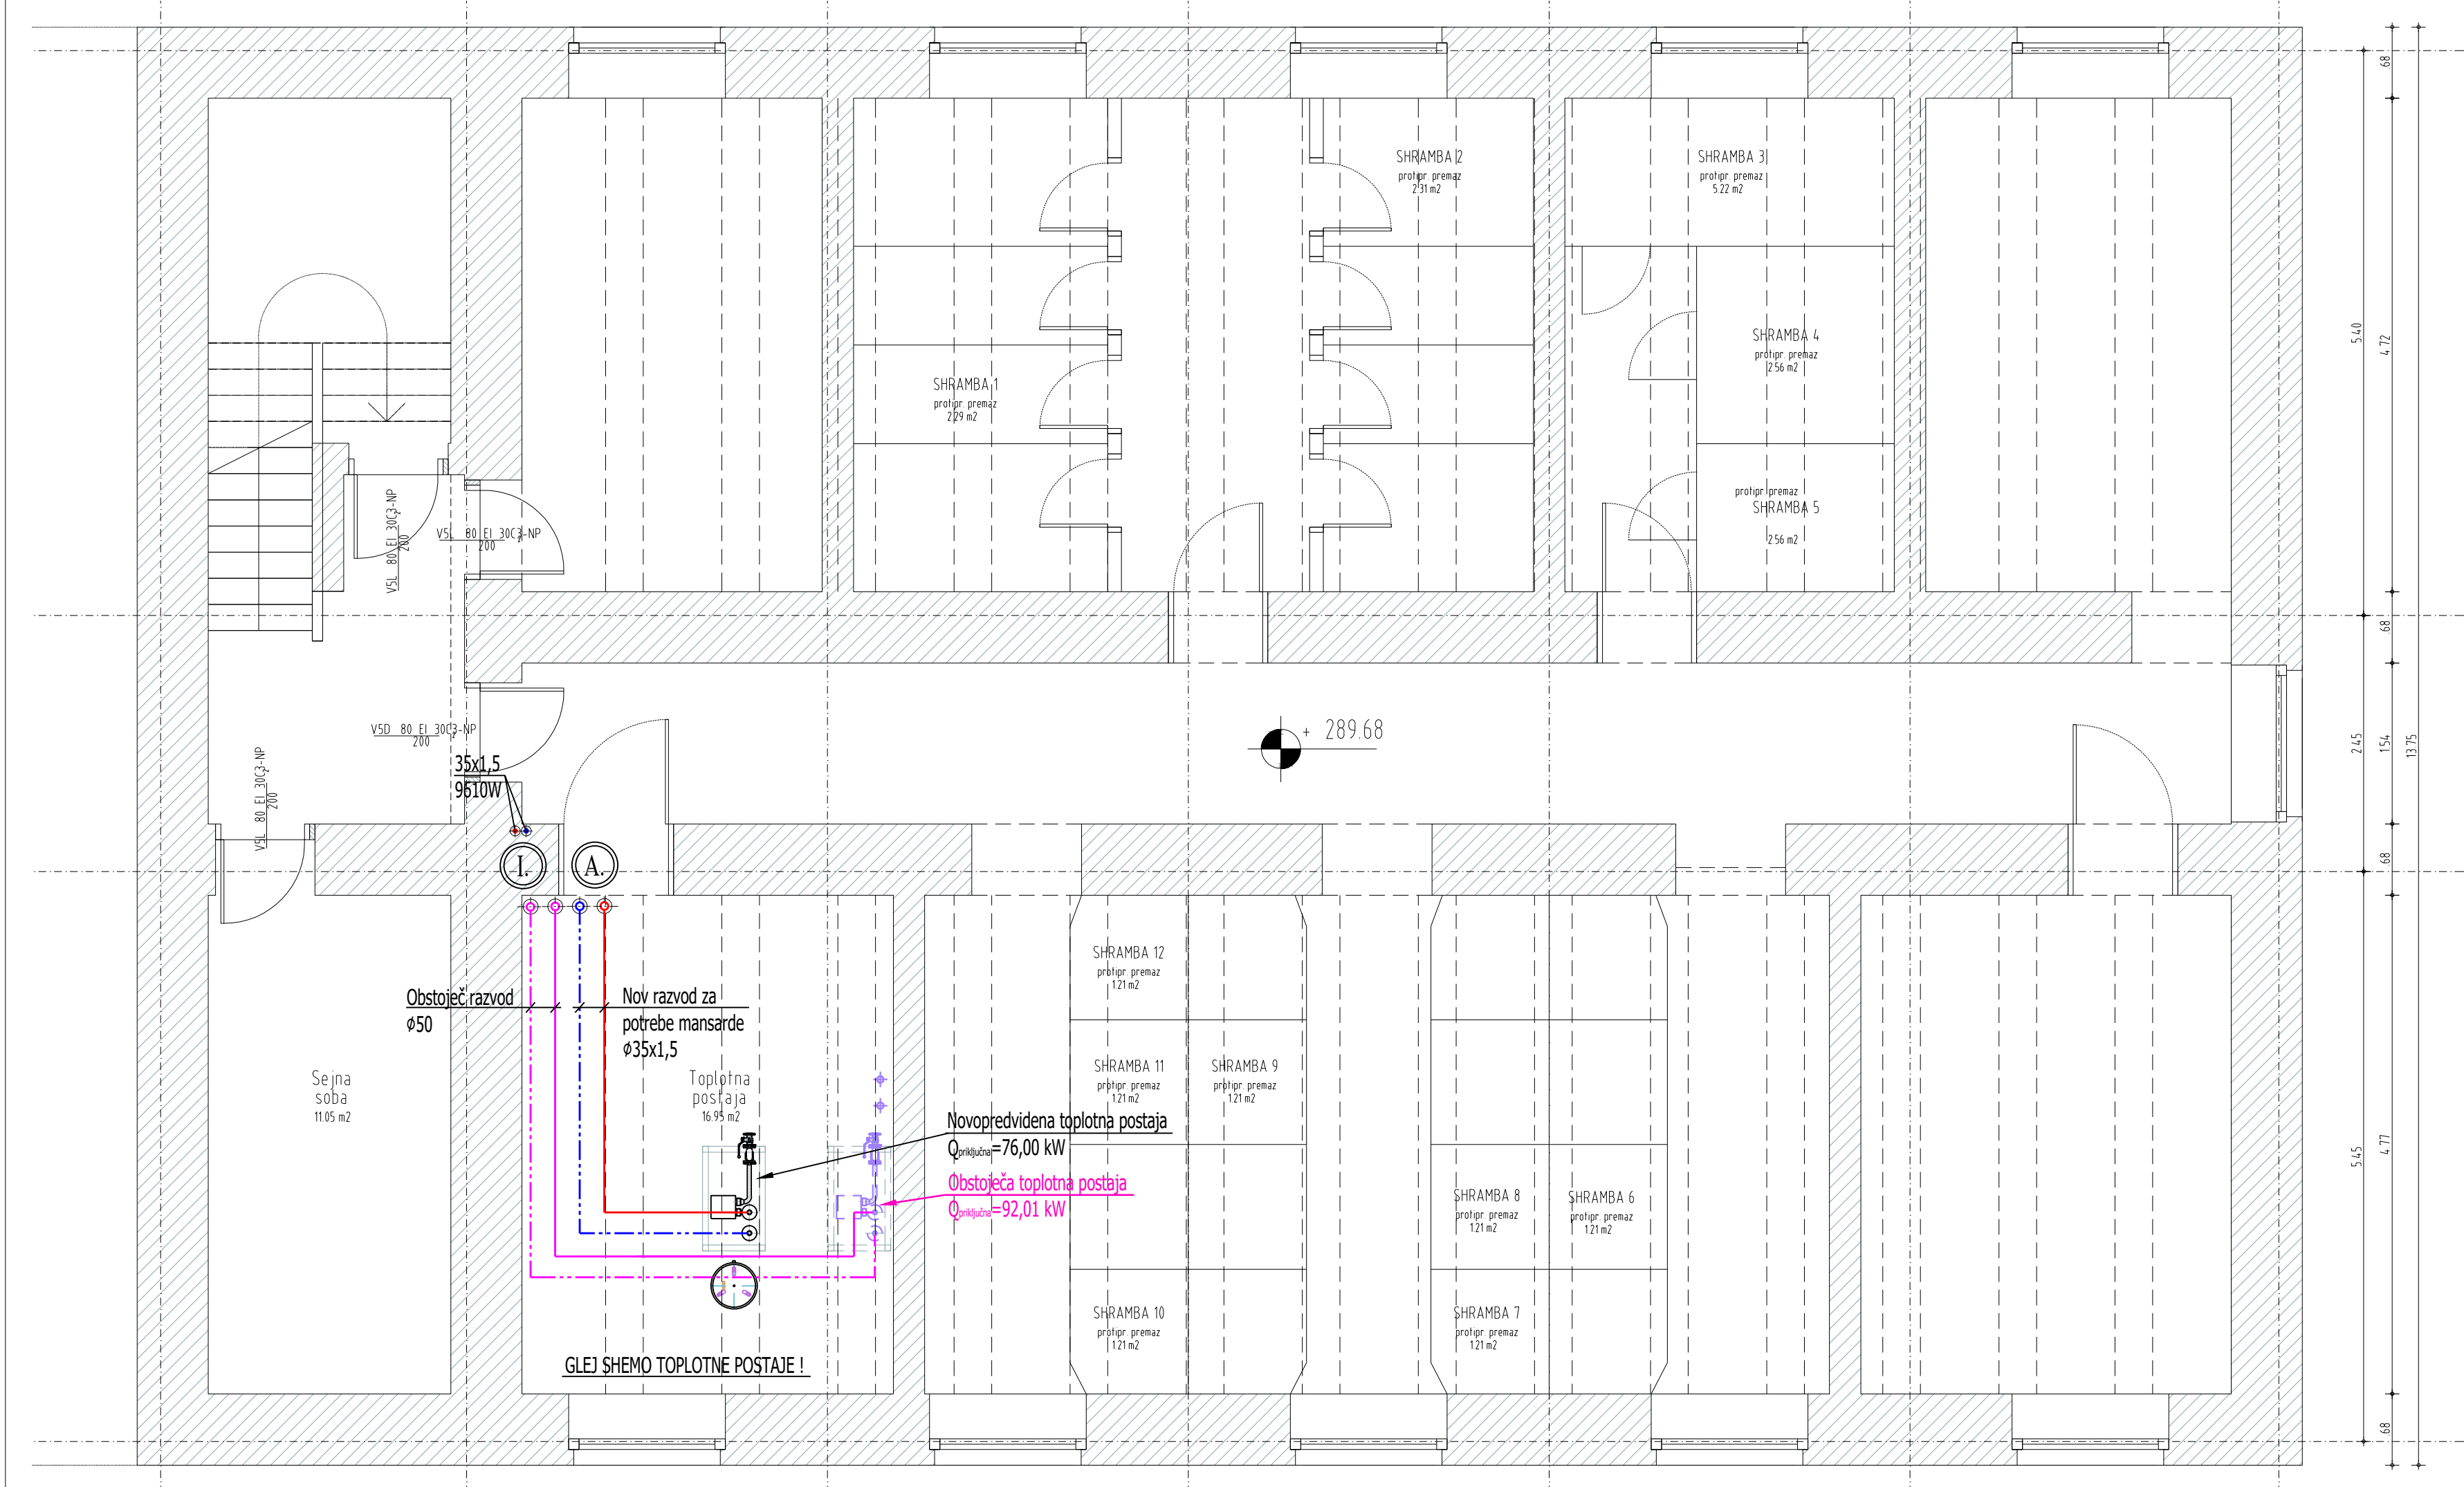 SHRAMBA 2
protipr. premaz
2.31 m2
SHRAMBA 3
protipr. premaz
5.22 m2
SHRAMBA 4
protipr. premaz
2.56 m2
SHRAMBA 1
protipr. premaz
2.29 m2
protipr. premaz
SHRAMBA 5
2.56 m2
V5L 80 EI 30C3-NP
200
2
V5L 80 EI 30C3-NP
200
2
V5D 80 EI 30C3-NP
200
2
V5L 80 EI 30C3-NP
200
2
+ 289.68
35x1,5
9610W
I.
A.
Obstoječ razvod
ϕ50
Nov razvod za
potrebe mansarde
ϕ35x1,5
Sejna
soba
11.05 m2
Toplotna
postaja
16.95 m2
Novopredvidena toplotna postaja
Qpriključna=76,00 kW
Obstoječa toplotna postaja
Qpriključna=92,01 kW
GLEJ SHEMO TOPLOTNE POSTAJE !
SHRAMBA 12
protipr. premaz
1.21 m2
SHRAMBA 11
protipr. premaz
1.21 m2
SHRAMBA 9
protipr. premaz
1.21 m2
SHRAMBA 10
protipr. premaz
1.21 m2
SHRAMBA 8
protipr. premaz
1.21 m2
SHRAMBA 6
protipr. premaz
1.21 m2
SHRAMBA 7
protipr. premaz
1.21 m2
68
5.40
4.72
68
2.45
1.54
13.75
68
5.45
4.77
68